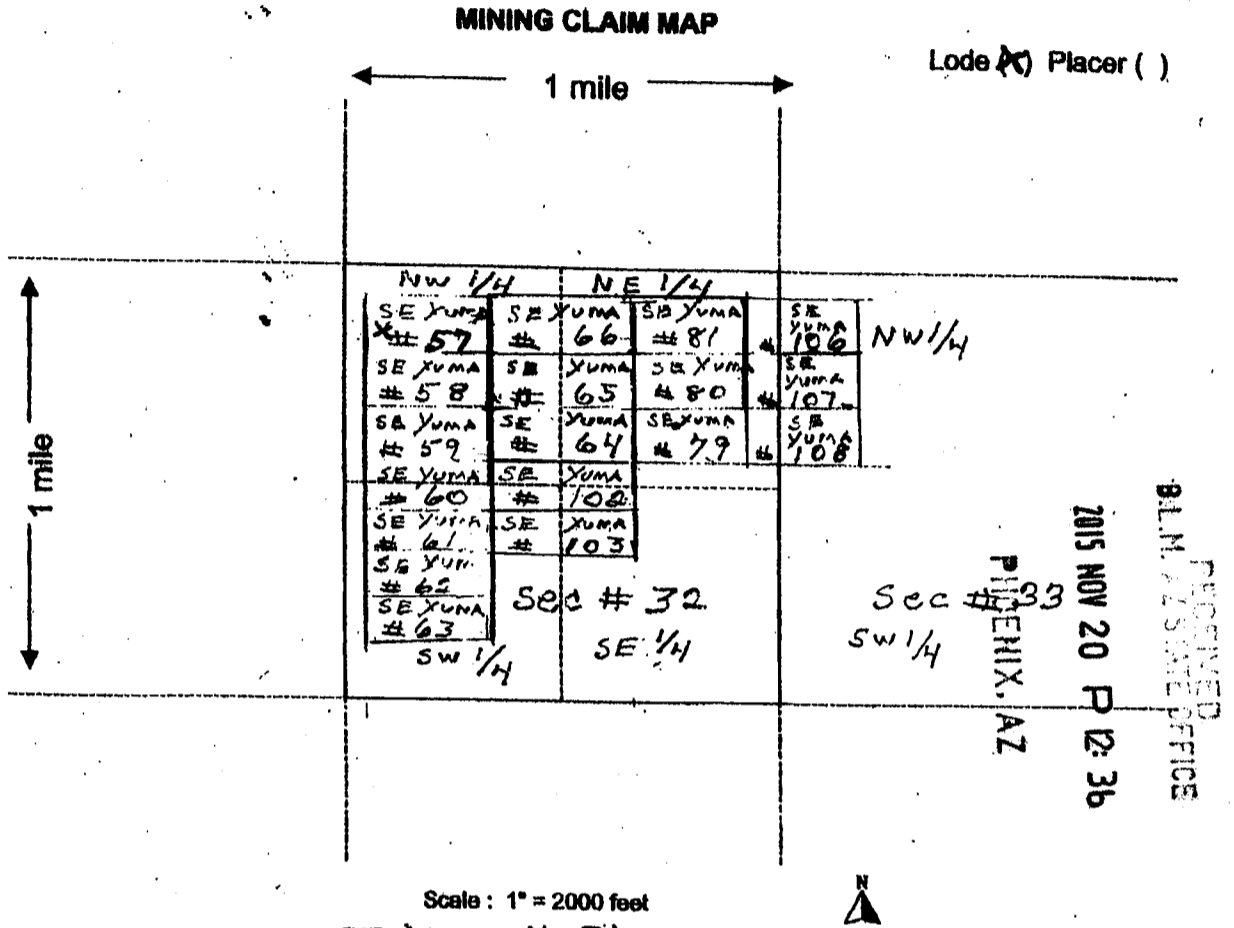 MINING CLAIM MAP
Lode (X) Placer ( )
1 mile
1 mile
NW 1/4 NE 1/4
SE YUMA # 57
SE YUMA # 66
SE YUMA # 81
SE YUMA # 106
NW 1/4
SE YUMA # 58
SE YUMA # 65
SE YUMA # 80
SE YUMA # 107
SE YUMA # 59
SE YUMA # 64
SE YUMA # 79
SE YUMA # 108
SE YUMA # 60
SE YUMA # 102
SE YUMA # 61
SE YUMA # 103
SE YUM # 62
SE YUMA # 63
Sec # 32
Sec # 33
SW 1/4
SE 1/4
SW 1/4
RECEIVED
B.L.M. AZ STATE OFFICE
2015 NOV 20 P 12: 36
PHOENIX, AZ
Scale : 1" = 2000 feet
N